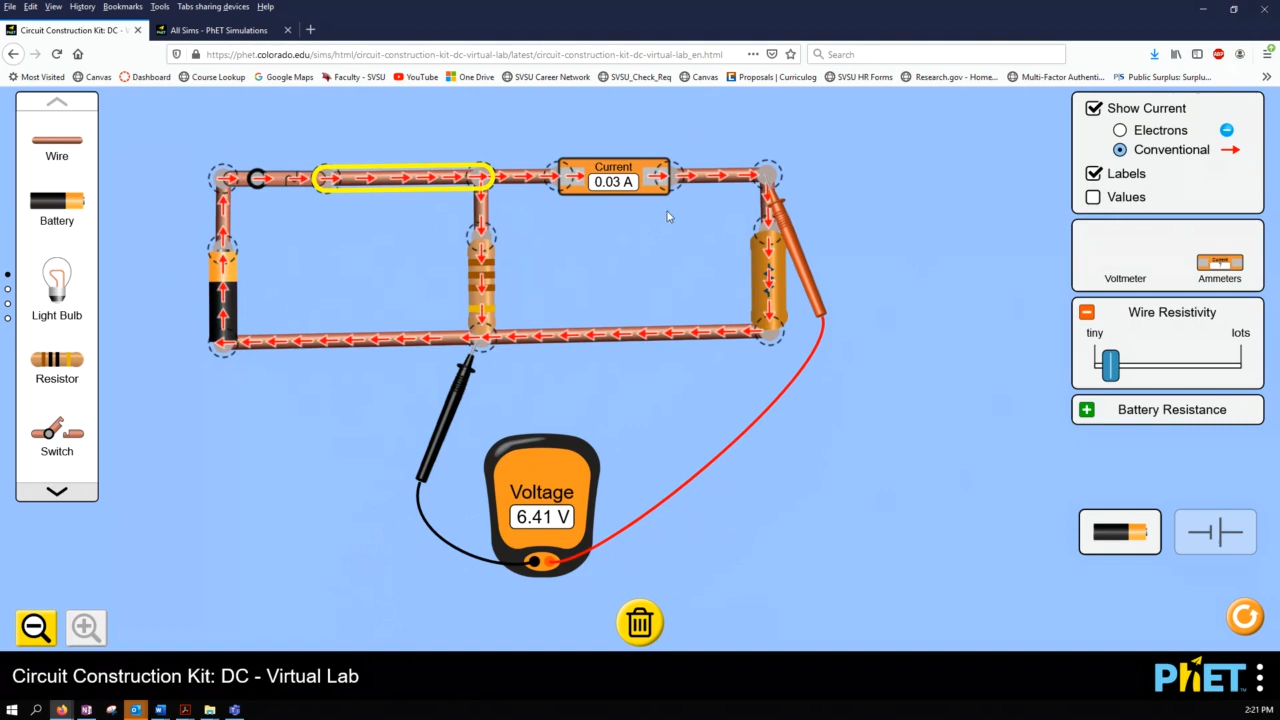 File Edit View History Bookmarks Tools Tabs sharing devices Help
Circuit Construction Kit: DC - V
All Sims - PhET Simulations
https://phet.colorado.edu/sims/html/circuit-construction-kit-dc-virtual-lab/latest/circuit-construction-kit-dc-virtual-lab_en.html
Search
Most Visited Canvas Dashboard Course Lookup Google Maps Faculty - SVSU YouTube One Drive SVSU Career Network SVSU_Check_Req Canvas Proposals | Curriculog SVSU HR Forms Research.gov - Home... Multi-Factor Authenti... Public Surplus: Surplu...
Wire
Battery
Light Bulb
Resistor
Switch
Current
0.03 A
Voltage
6.41 V
Show Current
Electrons
Conventional
Labels
Values
Voltmeter
Current
?
Ammeters
Wire Resistivity
tiny lots
Battery Resistance
Circuit Construction Kit: DC - Virtual Lab
PhET
2:21 PM